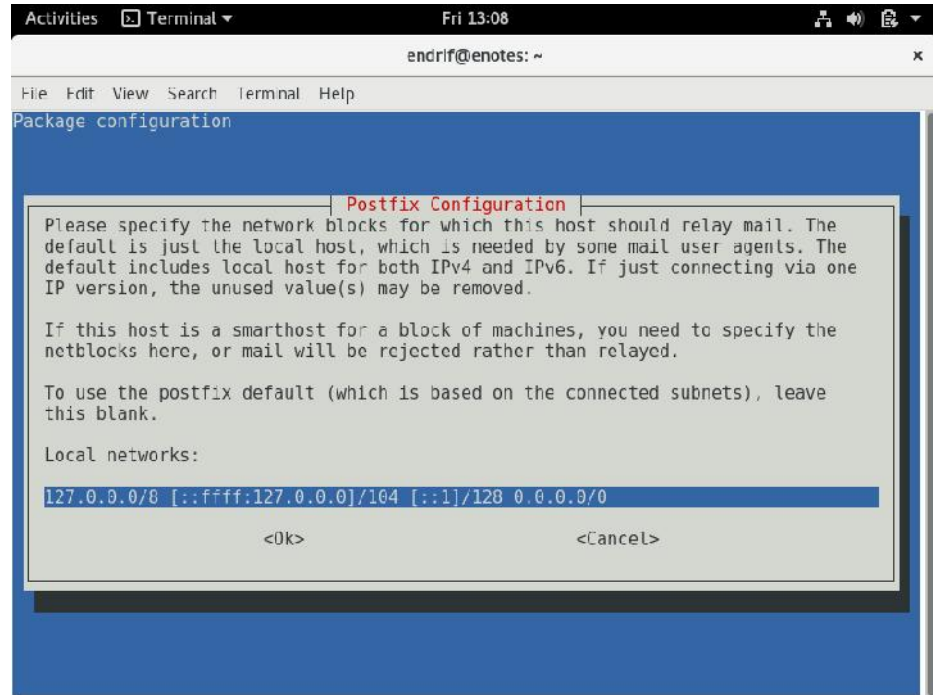 Activities Terminal Fri 13:08
endrif@enotes: ~
File Edit View Search Terminal Help
Package configuration
Postfix Configuration
Please specify the network blocks for which this host should relay mail. The
default is just the local host, which is needed by some mail user agents. The
default includes local host for both IPv4 and IPv6. If just connecting via one
IP version, the unused value(s) may be removed.
If this host is a smarthost for a block of machines, you need to specify the
netblocks here, or mail will be rejected rather than relayed.
To use the postfix default (which is based on the connected subnets), leave
this blank.
Local networks:
127.0.0.0/8 [::ffff:127.0.0.0]/104 [::1]/128 0.0.0.0/0
<Ok> <Cancel>